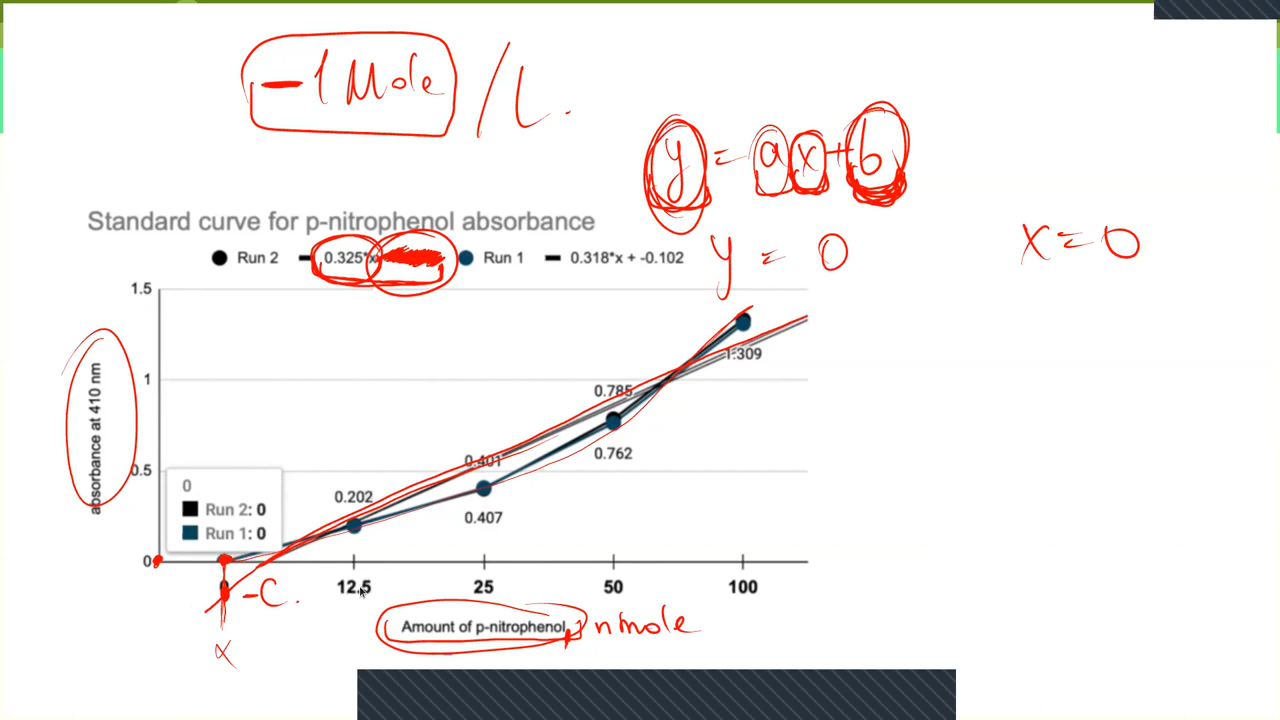 -1 Mole / L.
y = ax+b
Standard curve for p-nitrophenol absorbance
Run 2 0.325*x Run 1 0.318*x + -0.102
y = 0
x = 0
1.5
1
0.5
0
absorbance at 410 nm
1.309
0.785
0.762
0.401
0.407
0.202
0
Run 2: 0
Run 1: 0
0 12.5 25 50 100
-C.
Amount of p-nitrophenol, nmole
x